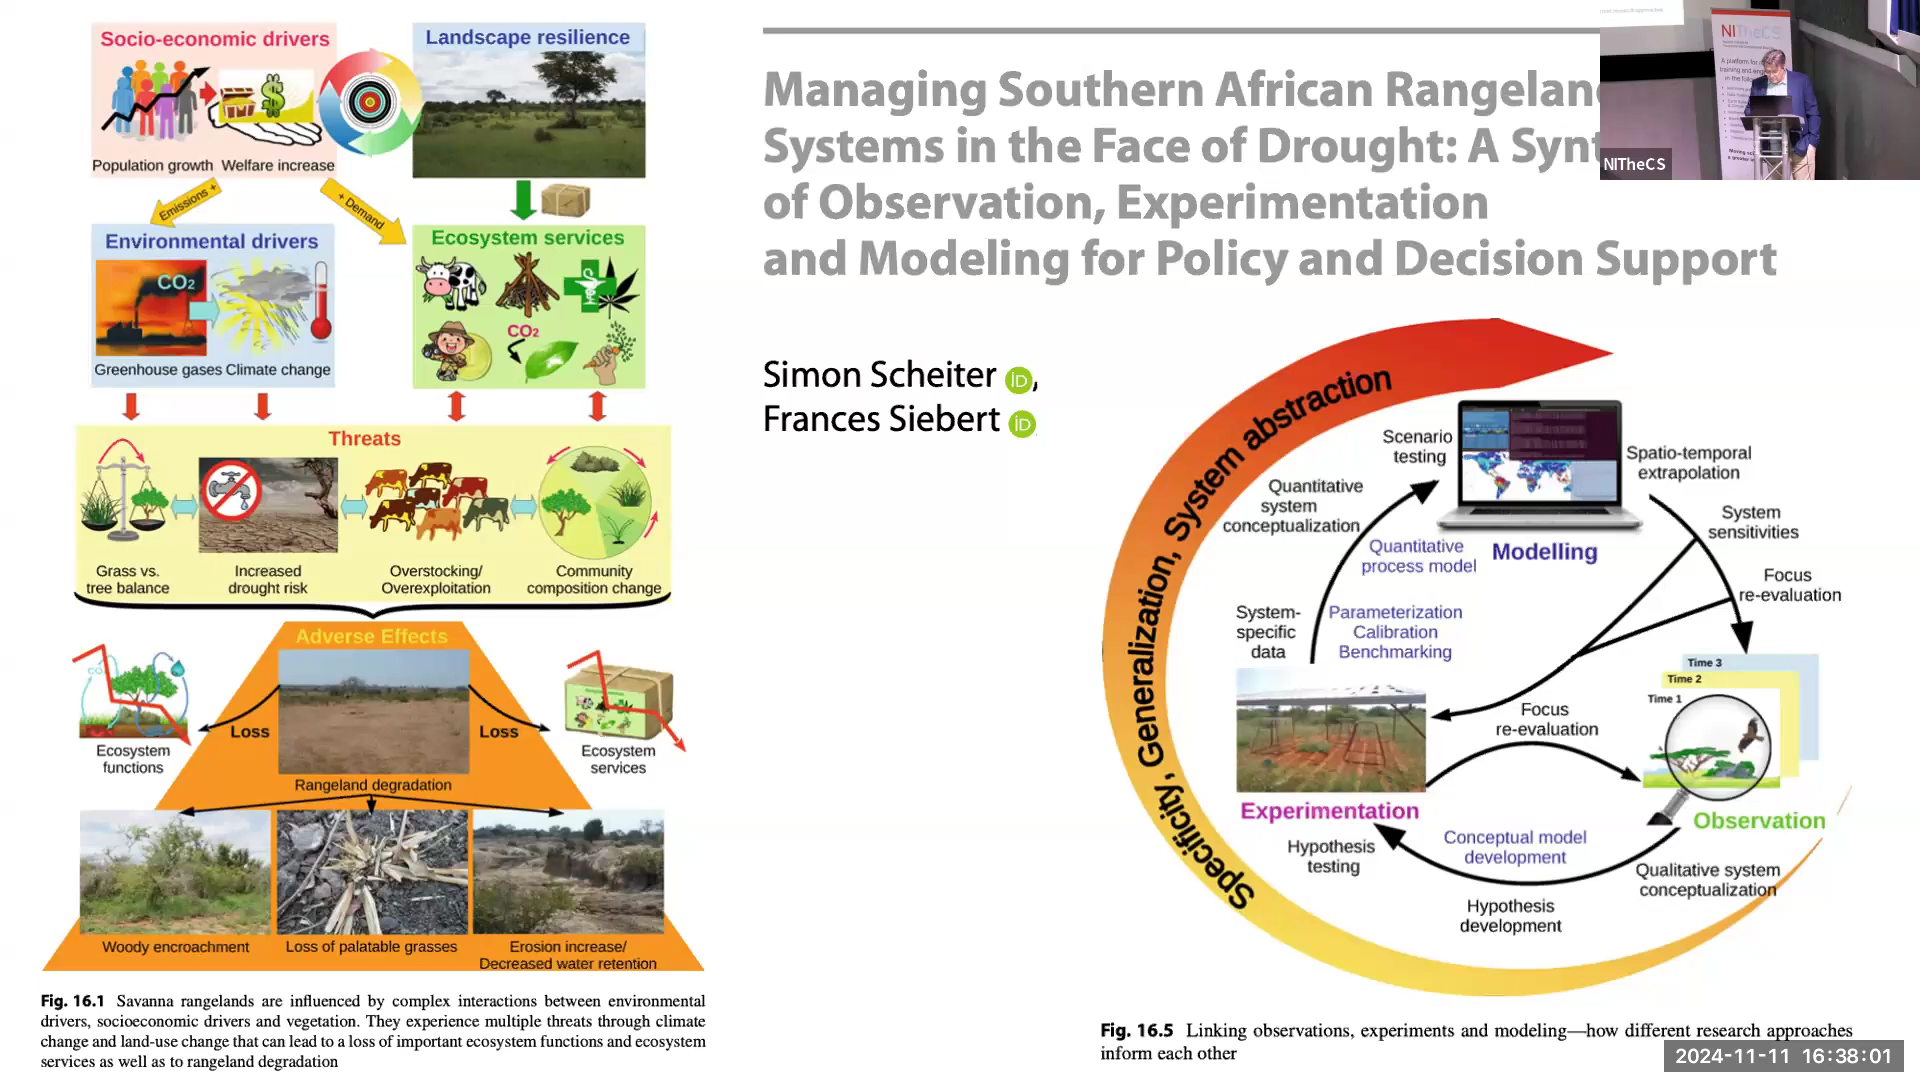 Socio-economic drivers
Population growth
Welfare increase
Landscape resilience
Emissions +
+ Demand
Environmental drivers
CO₂
Greenhouse gases
Climate change
Ecosystem services
CO₂
Threats
Grass vs.
tree balance
Increased
drought risk
Overstocking/
Overexploitation
Community
composition change
Adverse Effects
Loss
Loss
Ecosystem
functions
Ecosystem
services
Rangeland degradation
Woody encroachment
Loss of palatable grasses
Erosion increase/
Decreased water retention
Fig. 16.1 Savanna rangelands are influenced by complex interactions between environmental
drivers, socioeconomic drivers and vegetation. They experience multiple threats through climate
change and land-use change that can lead to a loss of important ecosystem functions and ecosystem
services as well as to rangeland degradation
Managing Southern African Rangelan
Systems in the Face of Drought: A Synt
of Observation, Experimentation
and Modeling for Policy and Decision Support
Simon Scheiter iD,
Frances Siebert iD
Specificity, Generalization, System abstraction
Scenario
testing
Spatio-temporal
extrapolation
Quantitative
system
conceptualization
System
sensitivities
Quantitative
process model
Modelling
Focus
re-evaluation
System-
specific
data
Parameterization
Calibration
Benchmarking
Time 3
Time 2
Time 1
Focus
re-evaluation
Experimentation
Observation
Hypothesis
testing
Conceptual model
development
Qualitative system
conceptualization
Hypothesis
development
Fig. 16.5 Linking observations, experiments and modeling—how different research approaches
inform each other
NITheCS
NITheCS
2024-11-11 16:38:01